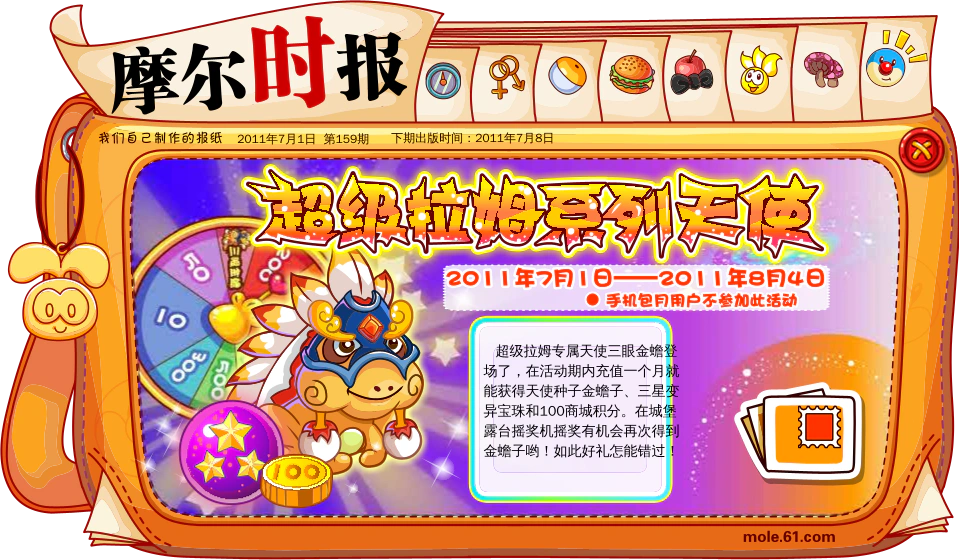 摩尔时报
我们自己制作的报纸 2011年7月1日 第159期 下期出版时间：2011年7月8日
超级拉姆系列天使
2011年7月1日——2011年8月4日
● 手机包月用户不参加此活动
50
10
300
500
超级拉姆专属天使三眼金蟾登
场了，在活动期内充值一个月就
能获得天使种子金蟾子、三星变
异宝珠和100商城积分。在城堡
露台摇奖机摇奖有机会再次得到
金蟾子哟！如此好礼怎能错过！
100
mole.61.com